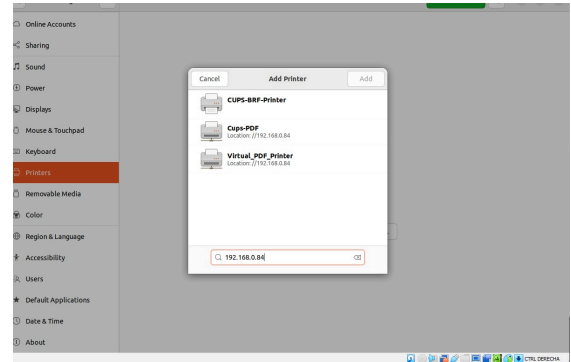 Online Accounts
Sharing
Sound
Power
Displays
Mouse & Touchpad
Keyboard
Printers
Removable Media
Color
Region & Language
Accessibility
Users
Default Applications
Date & Time
About
Cancel
Add Printer
Add
CUPS-BRF-Printer
Cups-PDF
Location: //192.168.0.84
Virtual_PDF_Printer
Location: //192.168.0.84
192.168.0.84
CTRL DERECHA